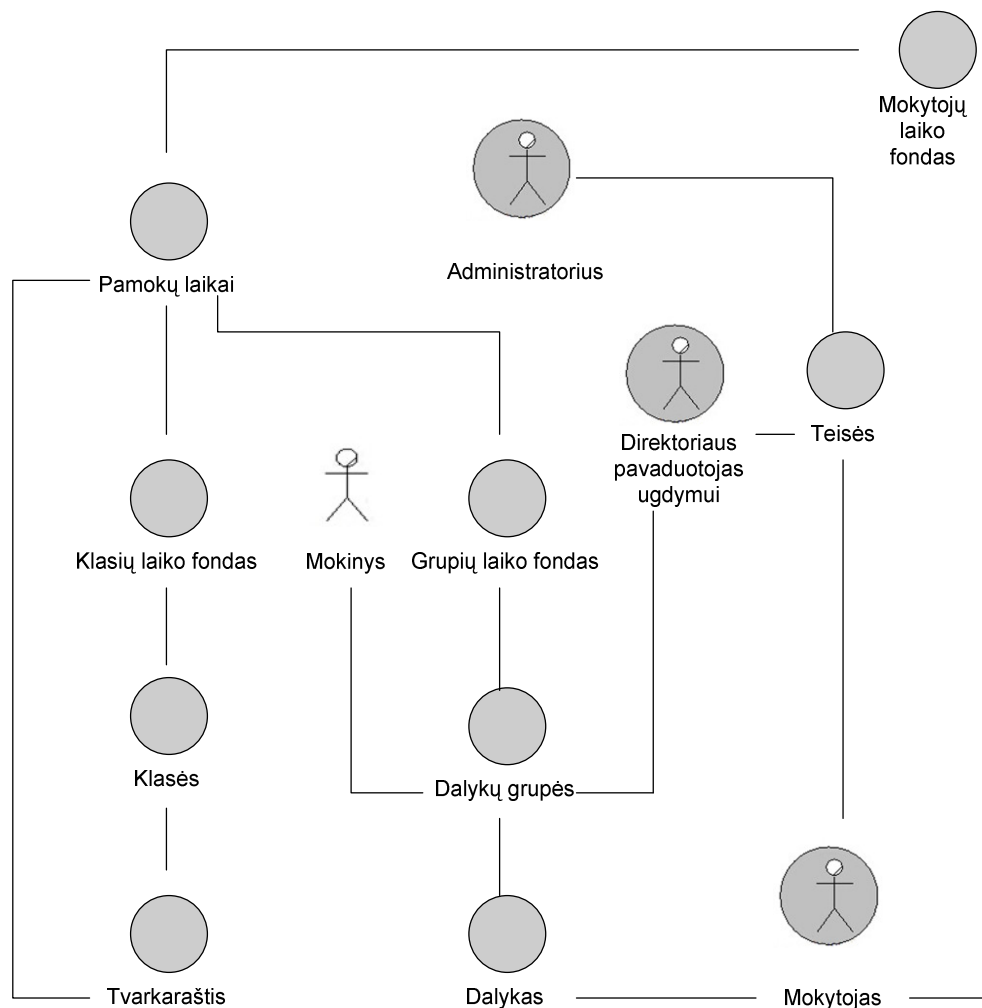 Mokytojų
laiko
fondas
Administratorius
Pamokų laikai
Direktoriaus
pavaduotojas
ugdymui
Teisės
Klasių laiko fondas
Mokinys
Grupių laiko fondas
Klasės
Dalykų grupės
Tvarkaraštis
Dalykas
Mokytojas